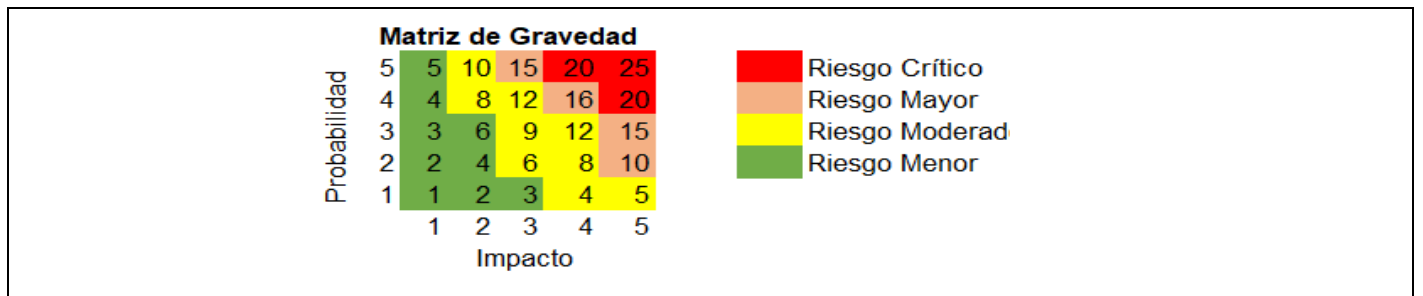 Matriz de Gravedad
Probabilidad
5 5 10 15 20 25
4 4 8 12 16 20
3 3 6 9 12 15
2 2 4 6 8 10
1 1 2 3 4 5
1 2 3 4 5
Impacto
Riesgo Crítico
Riesgo Mayor
Riesgo Moderad
Riesgo Menor